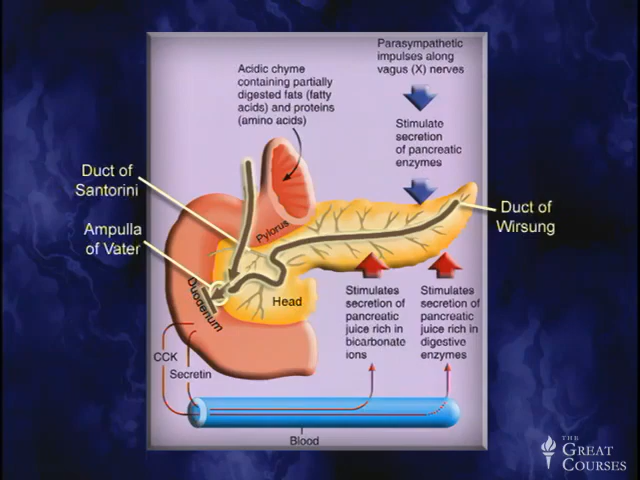 Parasympathetic
impulses along
vagus (X) nerves
Acidic chyme
containing partially
digested fats (fatty
acids) and proteins
(amino acids)
Stimulate
secretion
of pancreatic
enzymes
Duct of
Santorini
Ampulla
of Vater
Duct of
Wirsung
Pylorus
Duodenum
Head
Stimulates
secretion of
pancreatic
juice rich in
bicarbonate
ions
Stimulates
secretion of
pancreatic
juice rich in
digestive
enzymes
CCK
Secretin
Blood
THE
GREAT
COURSES